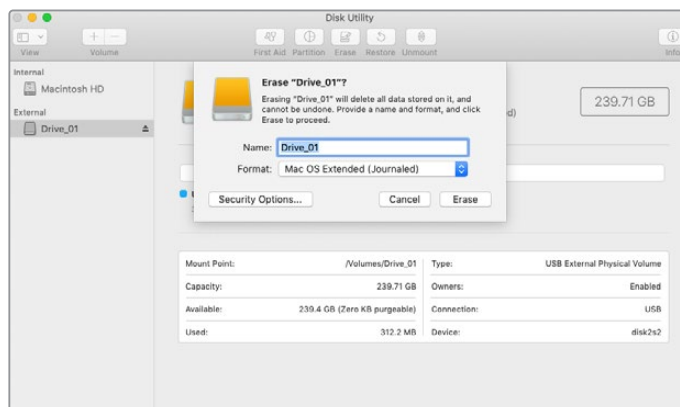 Disk Utility
View
Volume
First Aid Partition Erase Restore Unmount
Info
Internal
Macintosh HD
External
Drive_01
Erase "Drive_01"?
Erasing "Drive_01" will delete all data stored on it, and
cannot be undone. Provide a name and format, and click
Erase to proceed.
Name: Drive_01
Format: Mac OS Extended (Journaled)
Security Options... Cancel Erase
239.71 GB
Mount Point: /Volumes/Drive_01 Type: USB External Physical Volume
Capacity: 239.71 GB Owners: Enabled
Available: 239.4 GB (Zero KB purgeable) Connection: USB
Used: 312.2 MB Device: disk2s2